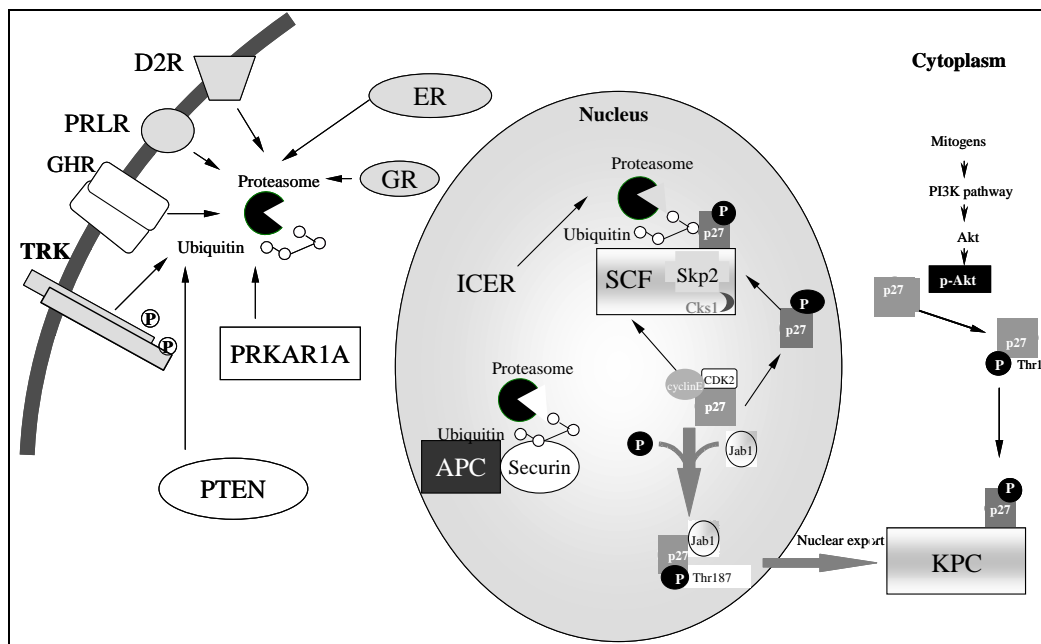 D2R
PRLR
GHR
TRK
P
P
ER
GR
Proteasome
Ubiquitin
PRKAR1A
PTEN
Nucleus
Proteasome
Ubiquitin
P
p27
ICER
SCF
Skp2
Cks1
P
p27
cyclinE
CDK2
p27
Proteasome
Ubiquitin
APC
Securin
P
Jab1
Jab1
p27
P
Thr187
Nuclear export
Cytoplasm
Mitogens
PI3K pathway
Akt
p-Akt
p27
p27
P
Thr1
P
p27
KPC